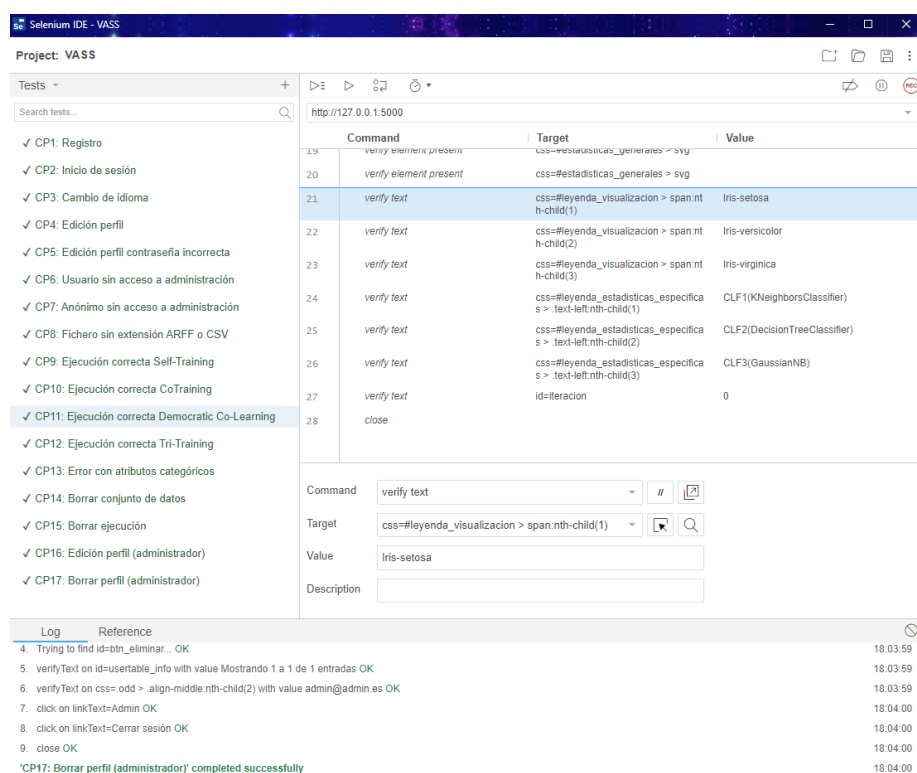 Se Selenium IDE - VASS
Project: VASS
Tests
Search tests...
✓ CP1: Registro
✓ CP2: Inicio de sesión
✓ CP3: Cambio de idioma
✓ CP4: Edición perfil
✓ CP5: Edición perfil contraseña incorrecta
✓ CP6: Usuario sin acceso a administración
✓ CP7: Anónimo sin acceso a administración
✓ CP8: Fichero sin extensión ARFF o CSV
✓ CP9: Ejecución correcta Self-Training
✓ CP10: Ejecución correcta CoTraining
✓ CP11: Ejecución correcta Democratic Co-Learning
✓ CP12: Ejecución correcta Tri-Training
✓ CP13: Error con atributos categóricos
✓ CP14: Borrar conjunto de datos
✓ CP15: Borrar ejecución
✓ CP16: Edición perfil (administrador)
✓ CP17: Borrar perfil (administrador)
REC
http://127.0.0.1:5000
Command Target Value
19 verify element present css=#estadisticas_generales > svg
20 verify element present css=#estadisticas_generales > svg
21 verify text css=#leyenda_visualizacion > span:nt Iris-setosa
h-child(1)
22 verify text css=#leyenda_visualizacion > span:nt Iris-versicolor
h-child(2)
23 verify text css=#leyenda_visualizacion > span:nt Iris-virginica
h-child(3)
24 verify text css=#leyenda_estadisticas_especifica CLF1(KNeighborsClassifier)
s > .text-left:nth-child(1)
25 verify text css=#leyenda_estadisticas_especifica CLF2(DecisionTreeClassifier)
s > .text-left:nth-child(2)
26 verify text css=#leyenda_estadisticas_especifica CLF3(GaussianNB)
s > .text-left:nth-child(3)
27 verify text id=iteracion 0
28 close
Command verify text //
Target css=#leyenda_visualizacion > span:nth-child(1)
Value Iris-setosa
Description
Log Reference
4. Trying to find id=btn_eliminar... OK 18:03:59
5. verifyText on id=usertable_info with value Mostrando 1 a 1 de 1 entradas OK 18:03:59
6. verifyText on css=.odd > .align-middle:nth-child(2) with value admin@admin.es OK 18:03:59
7. click on linkText=Admin OK 18:04:00
8. click on linkText=Cerrar sesión OK 18:04:00
9. close OK 18:04:00
'CP17: Borrar perfil (administrador)' completed successfully 18:04:00